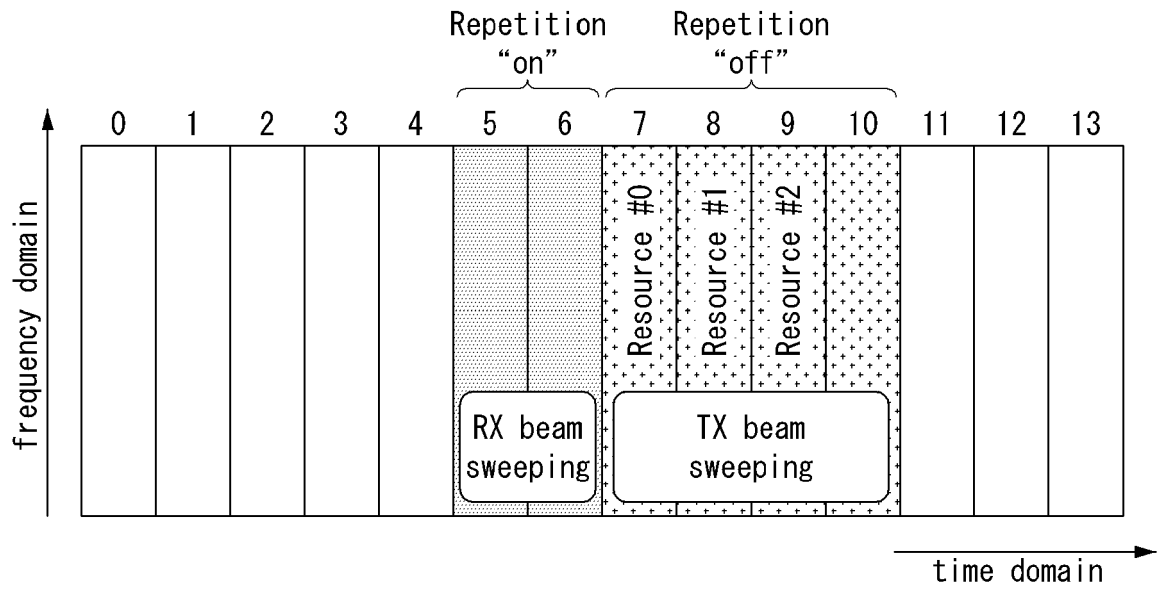 Repetition Repetition
“on” “off”
0 1 2 3 4 5 6 7 8 9 10 11 12 13
frequency domain
Resource #0
Resource #1
Resource #2
RX beam
sweeping
TX beam
sweeping
time domain